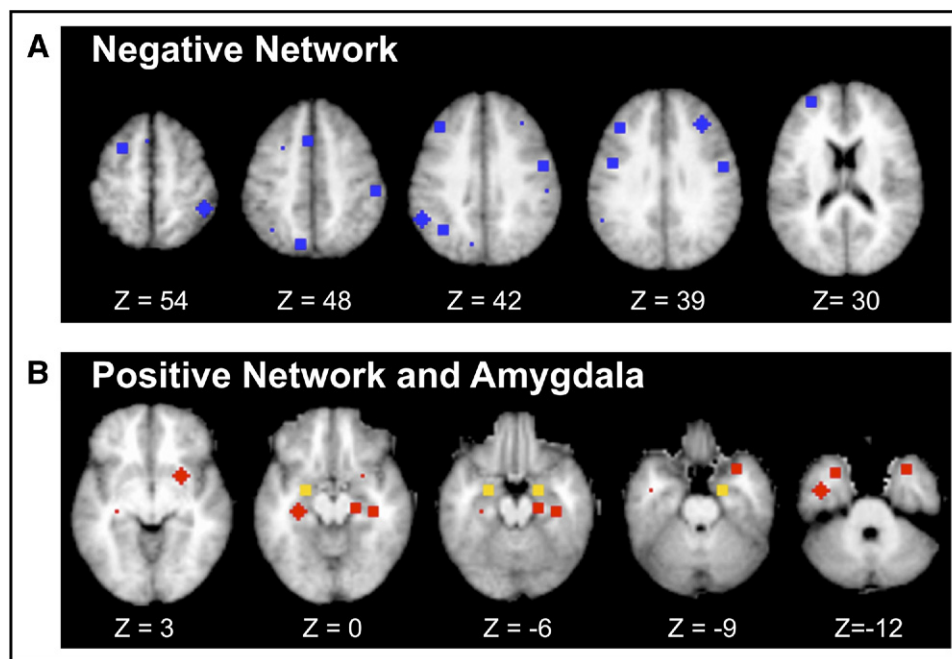 A
Negative Network
Z = 54 Z = 48 Z = 42 Z = 39 Z= 30
B
Positive Network and Amygdala
Z = 3 Z = 0 Z = -6 Z = -9 Z=-12